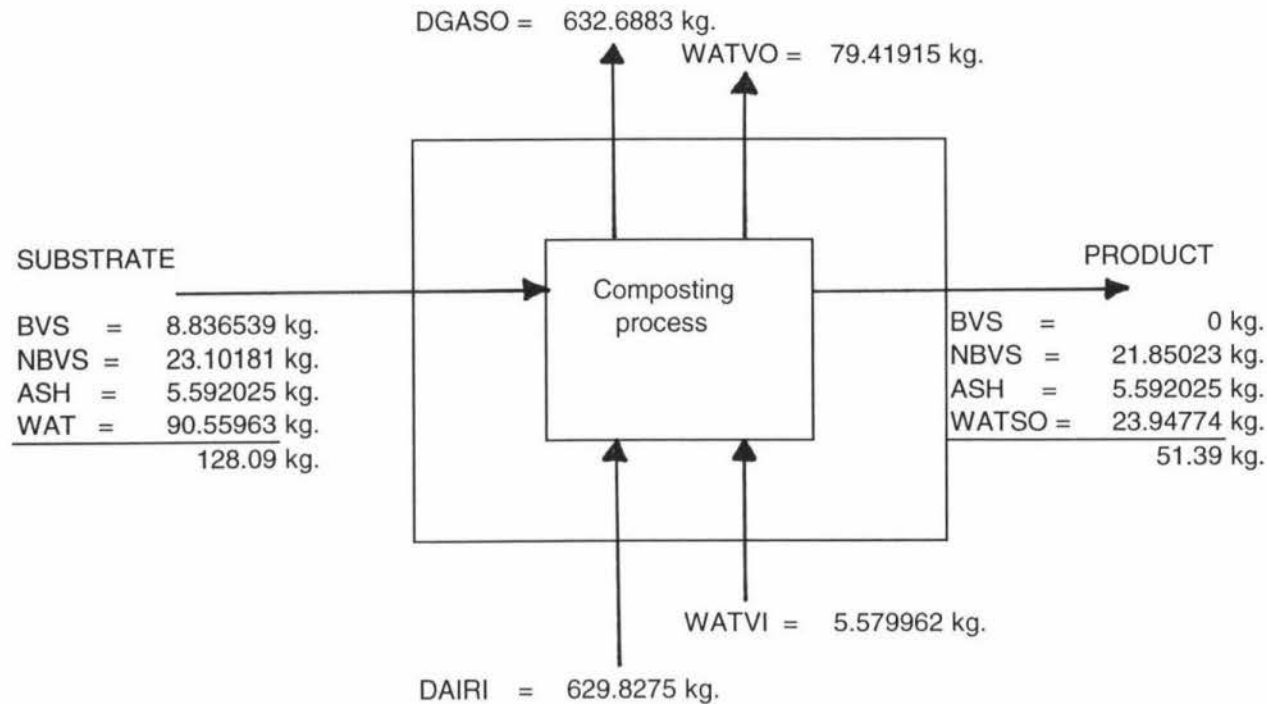 DGASO = 632.6883 kg.
WATVO = 79.41915 kg.
SUBSTRATE
BVS = 8.836539 kg.
NBVS = 23.10181 kg.
ASH = 5.592025 kg.
WAT = 90.55963 kg.
128.09 kg.
Composting
process
PRODUCT
BVS = 0 kg.
NBVS = 21.85023 kg.
ASH = 5.592025 kg.
WATSO = 23.94774 kg.
51.39 kg.
WATVI = 5.579962 kg.
DAIRI = 629.8275 kg.